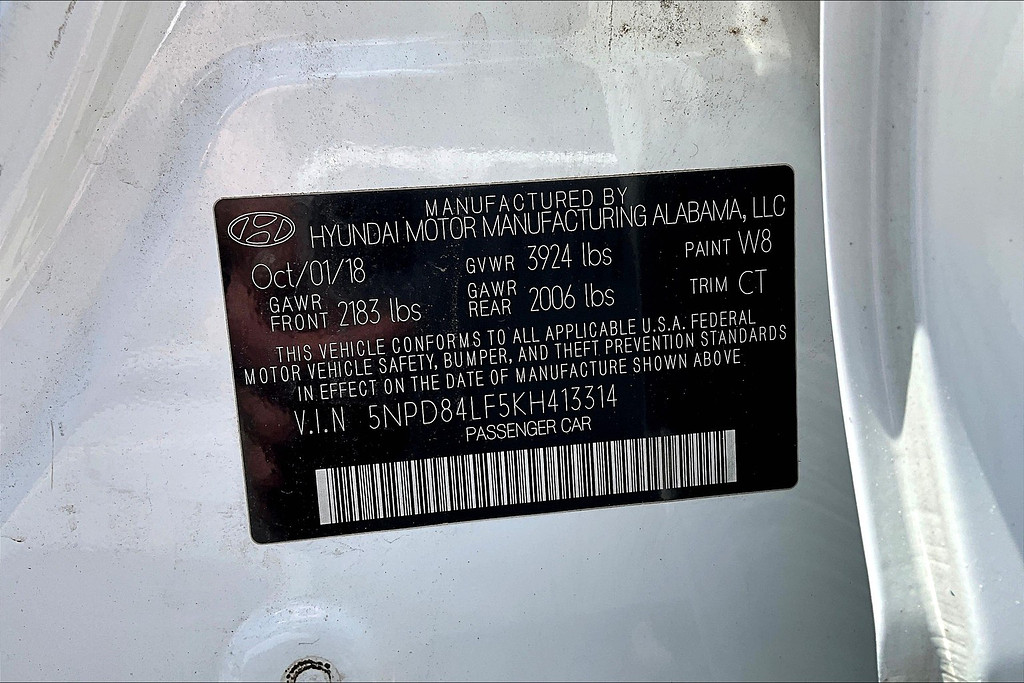 MANUFACTURED BY
HYUNDAI MOTOR MANUFACTURING ALABAMA, LLC
Oct/01/18 GVWR 3924 lbs PAINT W8
GAWR FRONT 2183 lbs GAWR REAR 2006 lbs TRIM CT
THIS VEHICLE CONFORMS TO ALL APPLICABLE U.S.A. FEDERAL
MOTOR VEHICLE SAFETY, BUMPER, AND THEFT PREVENTION STANDARDS
IN EFFECT ON THE DATE OF MANUFACTURE SHOWN ABOVE
V.I.N 5NPD84LF5KH413314
PASSENGER CAR